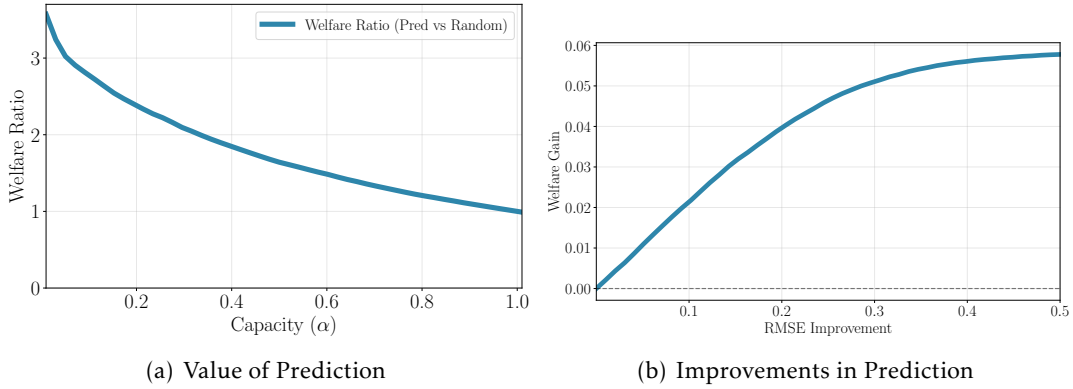 Welfare Ratio (Pred vs Random)
Welfare Ratio
3
2
1
0
0.2 0.4 0.6 0.8 1.0
Capacity (α)
(a) Value of Prediction
Welfare Gain
0.06
0.05
0.04
0.03
0.02
0.01
0.00
0.1 0.2 0.3 0.4 0.5
RMSE Improvement
(b) Improvements in Prediction